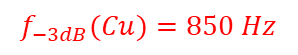 f₋₃dB(Cu) = 850 Hz